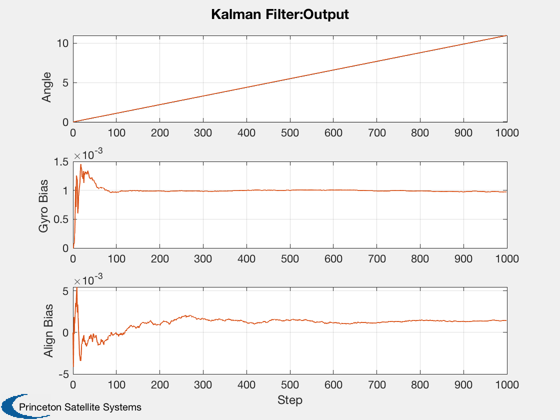 Kalman Filter:Output
10
5
0
Angle
0 100 200 300 400 500 600 700 800 900 1000
×10⁻³
1.5
1
0.5
0
Gyro Bias
0 100 200 300 400 500 600 700 800 900 1000
×10⁻³
5
0
-5
Align Bias
0 100 200 300 400 500 600 700 800 900 1000
Step
Princeton Satellite Systems